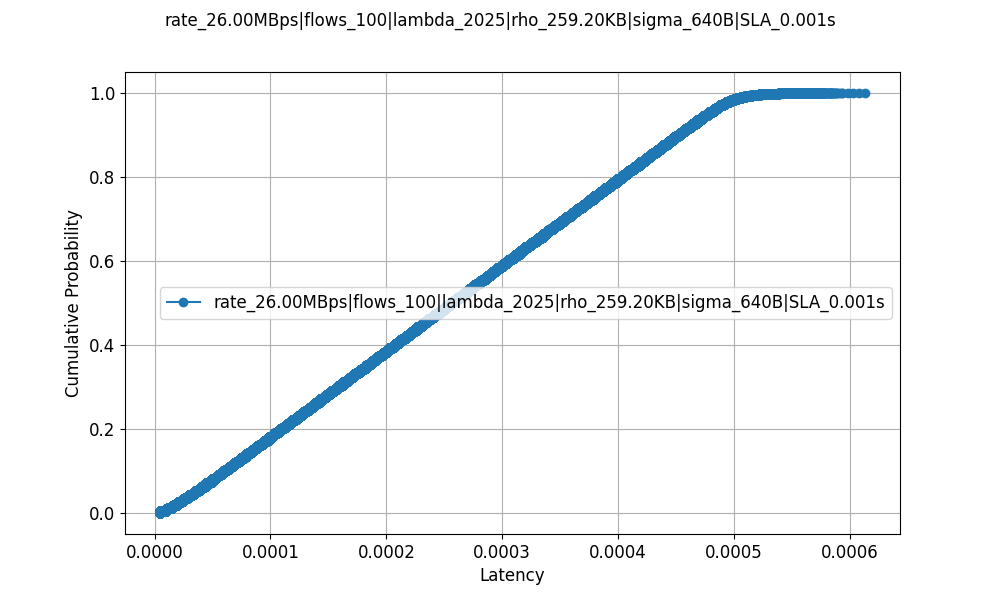 rate_26.00MBps|flows_100|lambda_2025|rho_259.20KB|sigma_640B|SLA_0.001s
1.0
0.8
0.6
0.4
0.2
0.0
Cumulative Probability
rate_26.00MBps|flows_100|lambda_2025|rho_259.20KB|sigma_640B|SLA_0.001s
0.0000 0.0001 0.0002 0.0003 0.0004 0.0005 0.0006
Latency